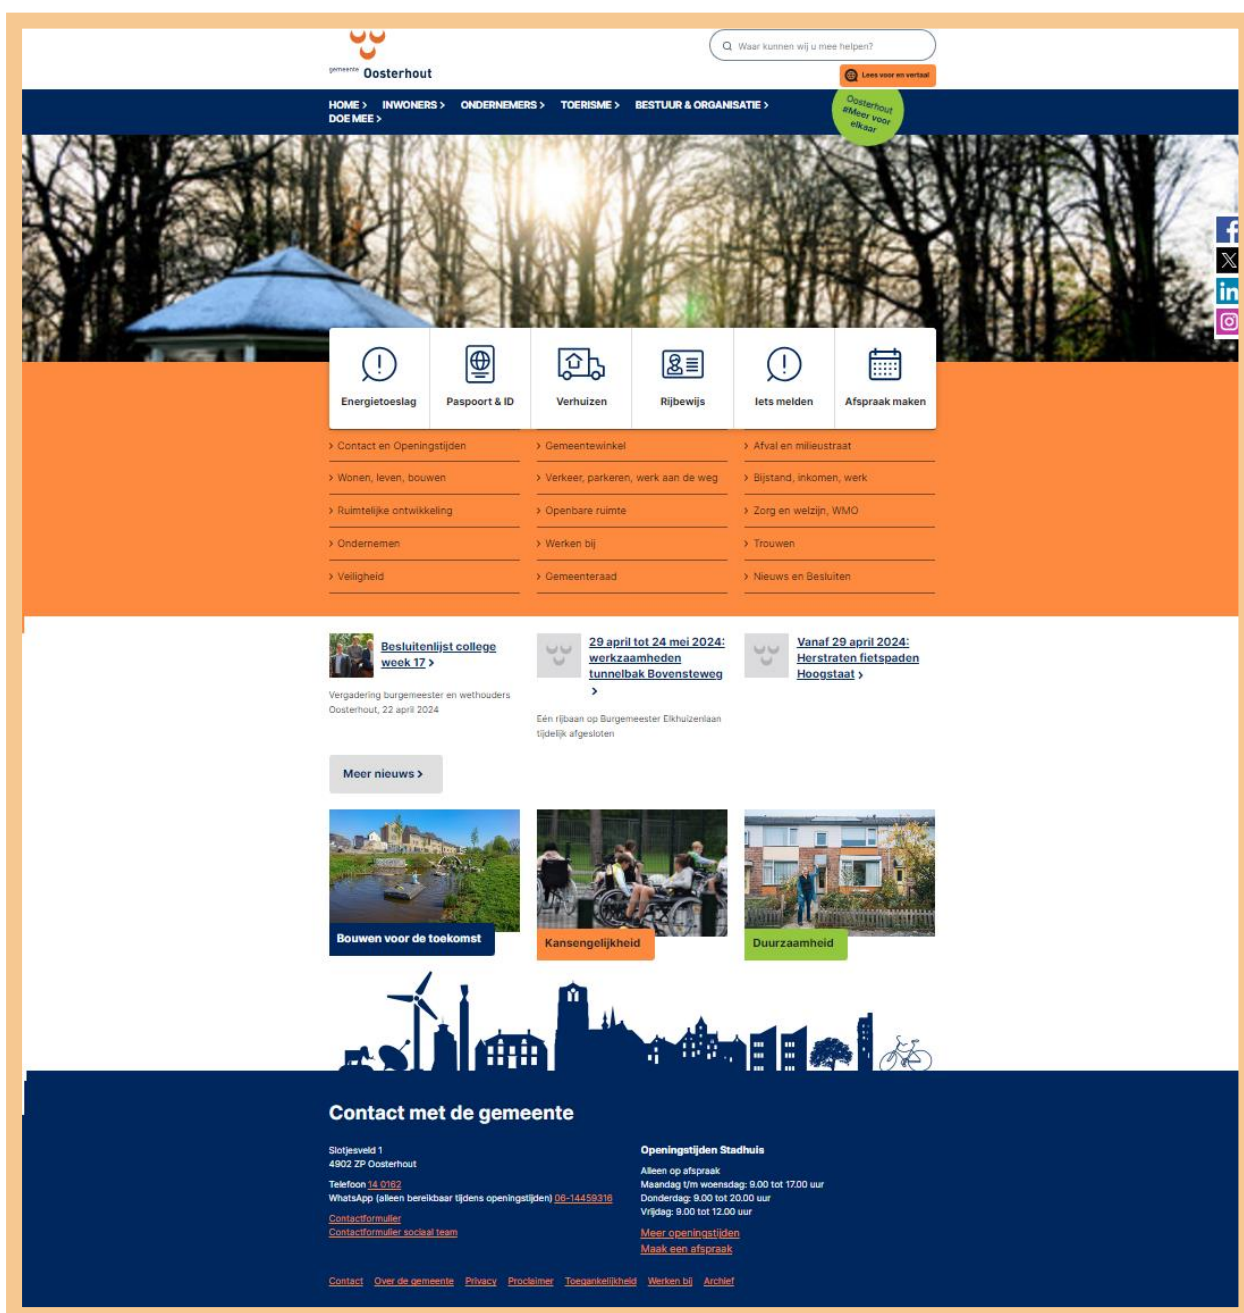 gemeente Oosterhout
Waar kunnen wij u mee helpen?
Lees voor en vertaal
HOME > INWONERS > ONDERNEMERS > TOERISME > BESTUUR & ORGANISATIE >
DOE MEE >
Oosterhout
#Meer voor
elkaar
Energietoeslag
Paspoort & ID
Verhuizen
Rijbewijs
Iets melden
Afspraak maken
> Contact en Openingstijden
> Gemeentewinkel
> Afval en milieustraat
> Wonen, leven, bouwen
> Verkeer, parkeren, werk aan de weg
> Bijstand, inkomen, werk
> Ruimtelijke ontwikkeling
> Openbare ruimte
> Zorg en welzijn, WMO
> Ondernemen
> Werken bij
> Trouwen
> Veiligheid
> Gemeenteraad
> Nieuws en Besluiten
Besluitenlijst college
week 17 >
Vergadering burgemeester en wethouders
Oosterhout, 22 april 2024
29 april tot 24 mei 2024:
werkzaamheden
tunnelbak Bovensteweg
>
Eén rijbaan op Burgemeester Elkhuizenlaan
tijdelijk afgesloten
Vanaf 29 april 2024:
Herstraten fietspaden
Hoogstaat >
Meer nieuws >
Bouwen voor de toekomst
Kansengelijkheid
Duurzaamheid
Contact met de gemeente
Slotjesveld 1
4902 ZP Oosterhout
Telefoon 14 0162
WhatsApp (alleen bereikbaar tijdens openingstijden) 06-14459316
Contactformulier
Contactformulier sociaal team
Openingstijden Stadhuis
Alleen op afspraak
Maandag t/m woensdag: 9.00 tot 17.00 uur
Donderdag: 9.00 tot 20.00 uur
Vrijdag: 9.00 tot 12.00 uur
Meer openingstijden
Maak een afspraak
Contact Over de gemeente Privacy Proclaimer Toegankelijkheid Werken bij Archief